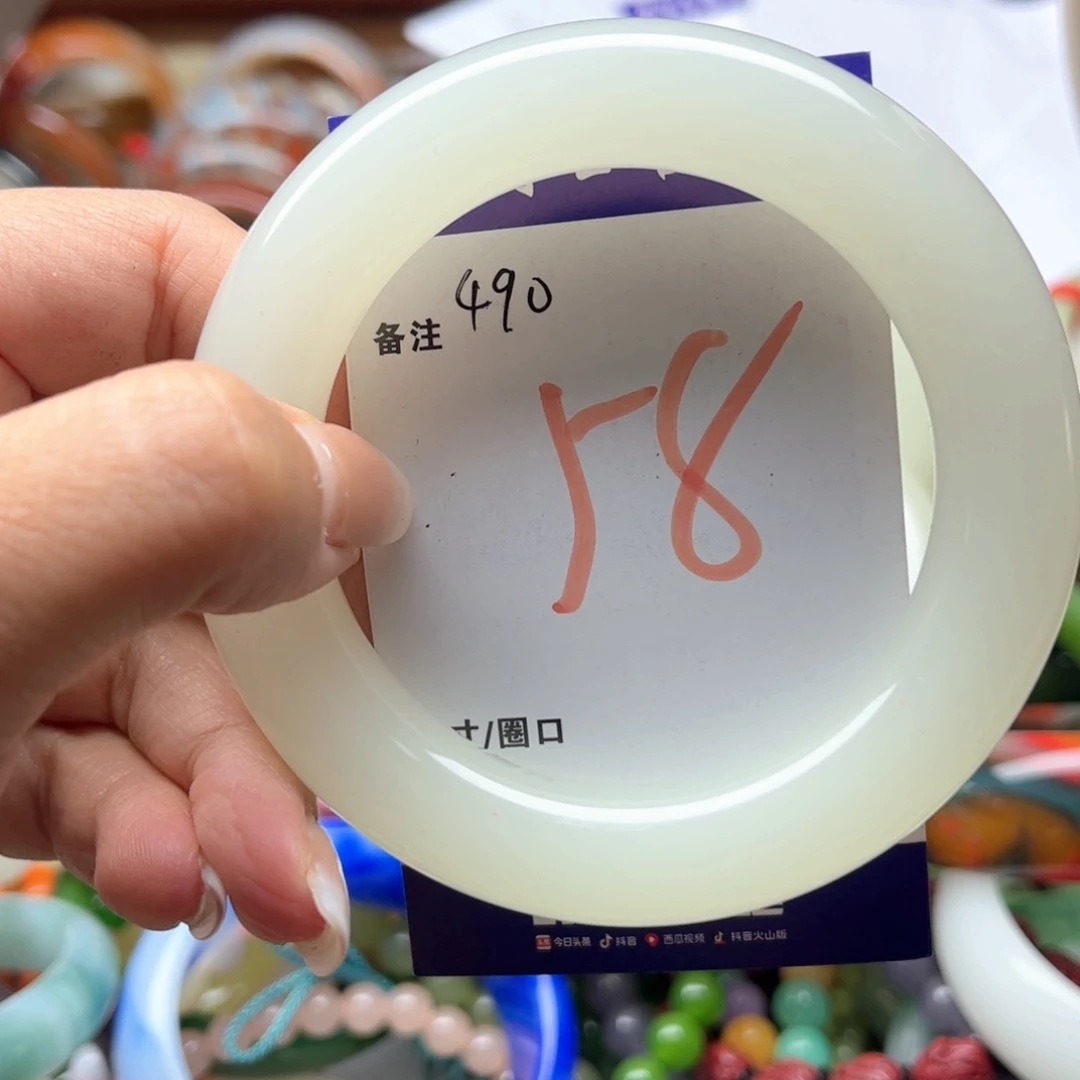 490
备注
58
寸/圈口
今日头条 抖音 西瓜视频 抖音火山版